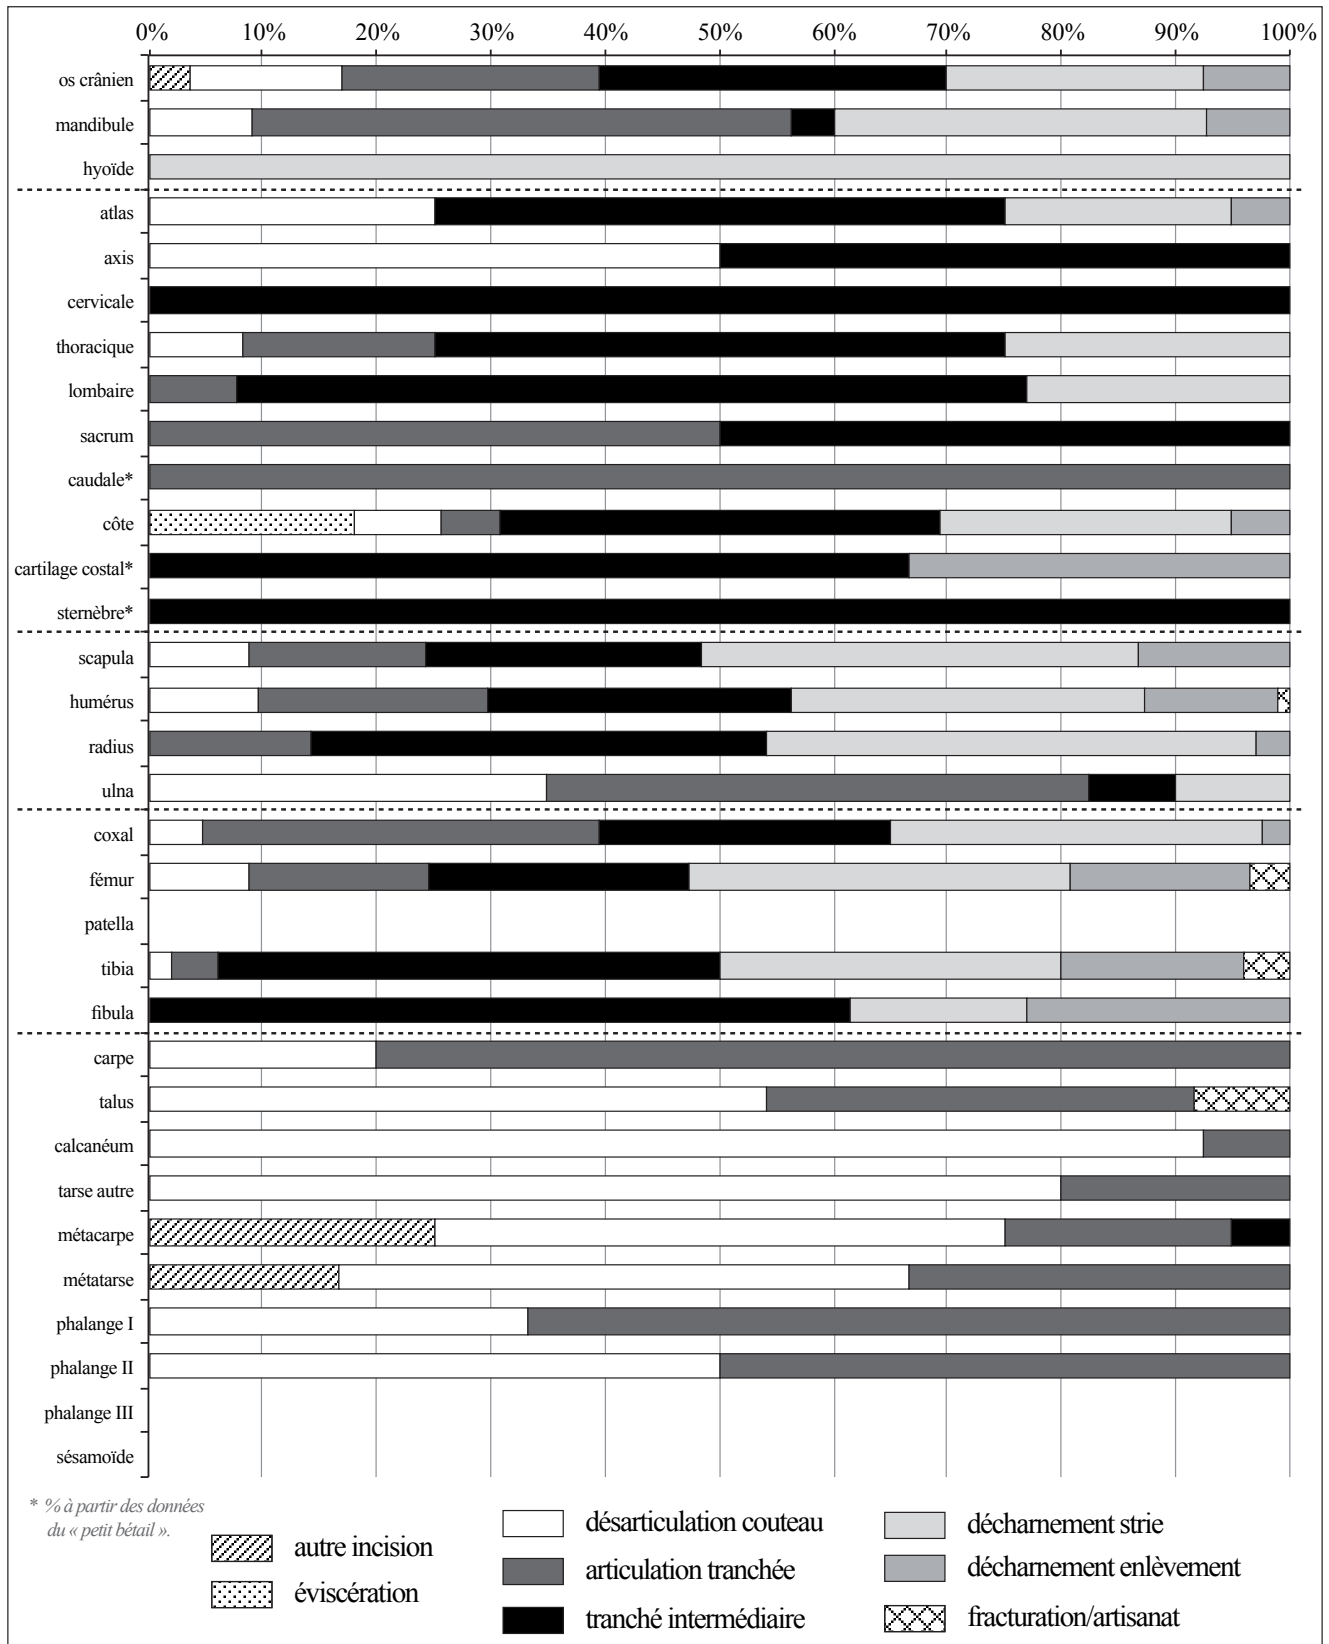 0% 10% 20% 30% 40% 50% 60% 70% 80% 90% 100%
os crânien
mandibule
hyoïde
atlas
axis
cervicale
thoracique
lombaire
sacrum
caudale*
côte
cartilage costal*
sternèbre*
scapula
humérus
radius
ulna
coxal
fémur
patella
tibia
fibula
carpe
talus
calcanéum
tarse autre
métacarpe
métatarse
phalange I
phalange II
phalange III
sésamoïde
* % à partir des données
du « petit bétail ».
autre incision
éviscération
désarticulation couteau
articulation tranchée
tranché intermédiaire
décharnement strie
décharnement enlèvement
fracturation/artisanat